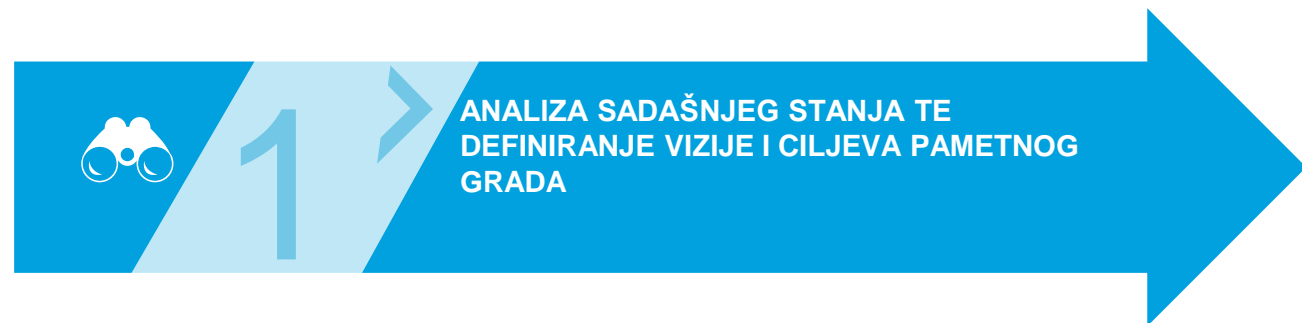 1
ANALIZA SADAŠNJEG STANJA TE
DEFINIRANJE VIZIJE I CILJEVA PAMETNOG
GRADA